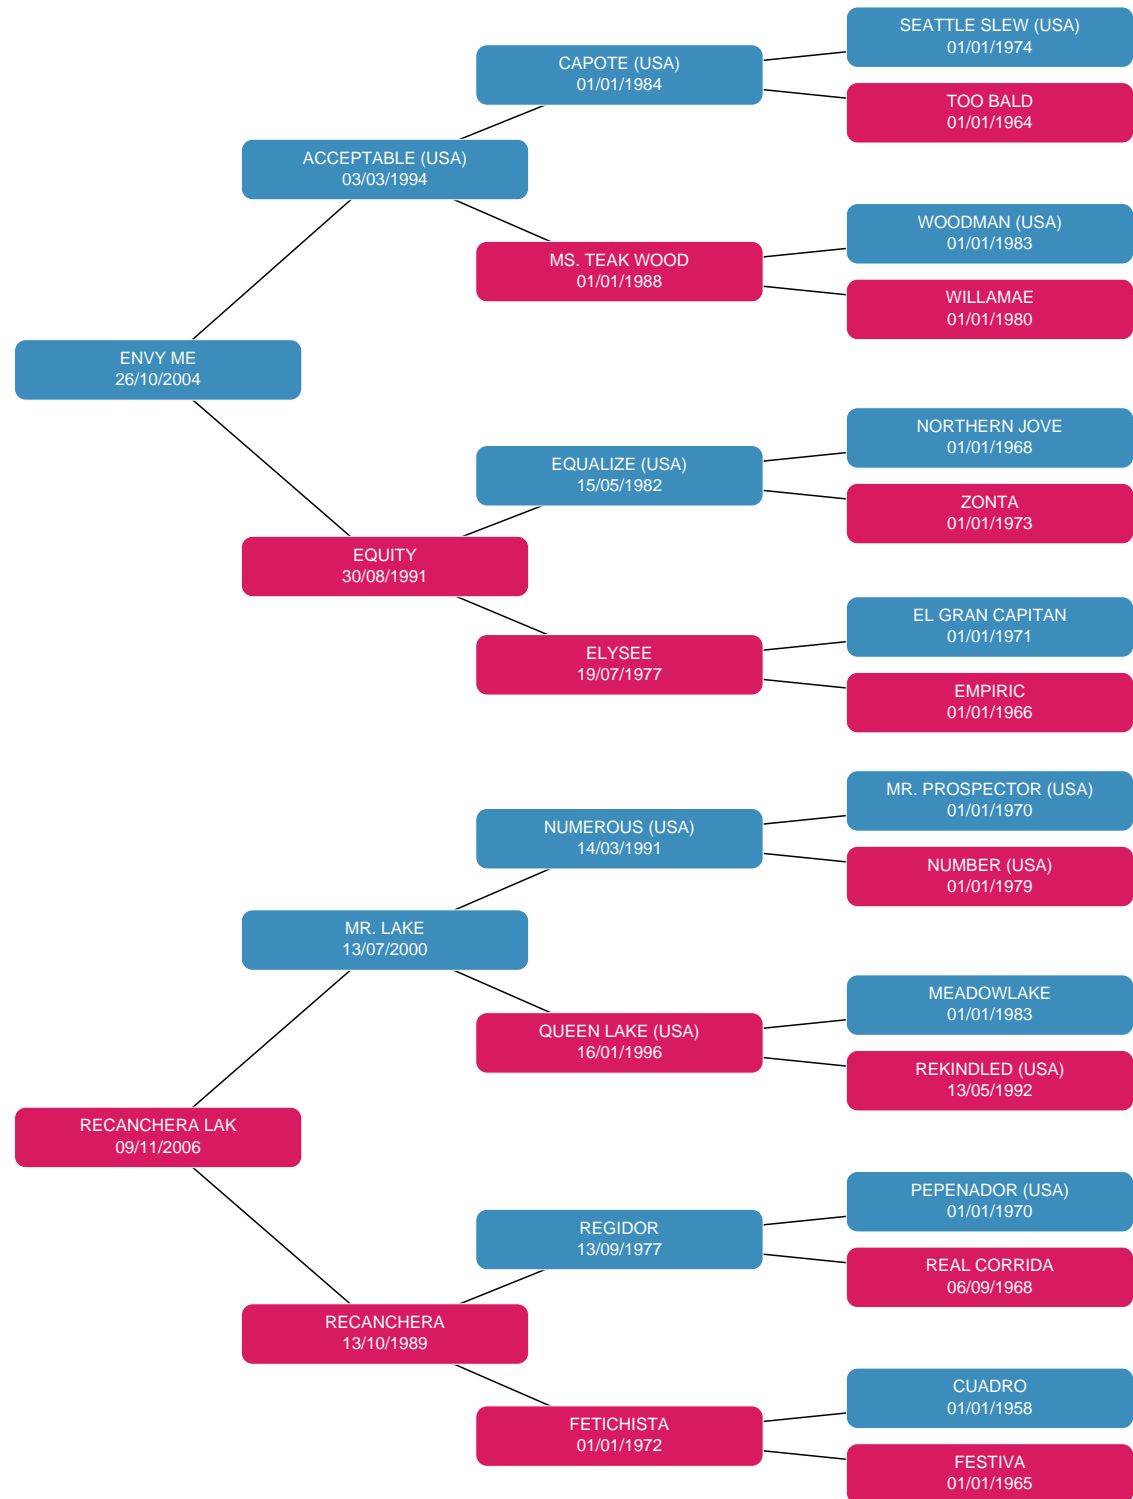 SEATTLE SLEW (USA)
01/01/1974
CAPOTE (USA)
01/01/1984
TOO BALD
01/01/1964
ACCEPTABLE (USA)
03/03/1994
WOODMAN (USA)
01/01/1983
MS. TEAK WOOD
01/01/1988
WILLAMAE
01/01/1980
ENVY ME
26/10/2004
NORTHERN JOVE
01/01/1968
EQUALIZE (USA)
15/05/1982
ZONTA
01/01/1973
EQUITY
30/08/1991
EL GRAN CAPITAN
01/01/1971
ELYSEE
19/07/1977
EMPIRIC
01/01/1966
MR. PROSPECTOR (USA)
01/01/1970
NUMEROUS (USA)
14/03/1991
NUMBER (USA)
01/01/1979
MR. LAKE
13/07/2000
MEADOWLAKE
01/01/1983
QUEEN LAKE (USA)
16/01/1996
REKINDLED (USA)
13/05/1992
RECANCHERA LAK
09/11/2006
PEPENADOR (USA)
01/01/1970
REGIDOR
13/09/1977
REAL CORRIDA
06/09/1968
RECANCHERA
13/10/1989
CUADRO
01/01/1958
FETICHISTA
01/01/1972
FESTIVA
01/01/1965